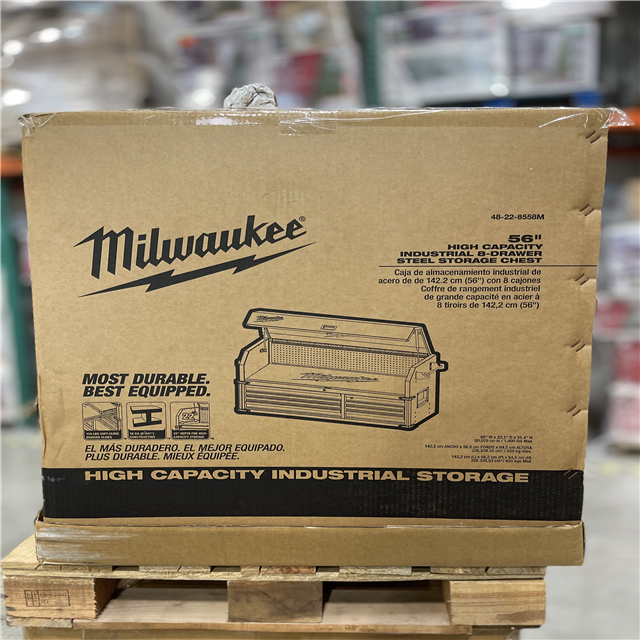 Milwaukee®
48-22-8558M
56"
HIGH CAPACITY
INDUSTRIAL 8-DRAWER
STEEL STORAGE CHEST
Caja de almacenamiento industrial de
acero de de 142.2 cm (56") con 8 cajones
Coffre de rangement industriel
de grande capacité en acier à
8 tiroirs de 142,2 cm (56")
Milwaukee
Milwaukee
MOST DURABLE.
BEST EQUIPPED.
EL MÁS DURADERO. EL MEJOR EQUIPADO.
PLUS DURABLE. MIEUX ÉQUIPÉE.
HIGH CAPACITY INDUSTRIAL STORAGE